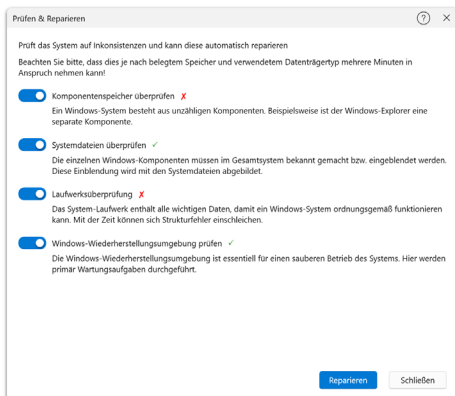 Prüfen & Reparieren
Prüft das System auf Inkonsistenzen und kann diese automatisch reparieren
Beachten Sie bitte, dass dies je nach belegtem Speicher und verwendetem Datenträgertyp mehrere Minuten in
Anspruch nehmen kann!
Komponentenspeicher überprüfen ✗
Ein Windows-System besteht aus unzähligen Komponenten. Beispielsweise ist der Windows-Explorer eine
separate Komponente.
Systemdateien überprüfen ✓
Die einzelnen Windows-Komponenten müssen im Gesamtsystem bekannt gemacht bzw. eingeblendet werden.
Diese Einblendung wird mit den Systemdateien abgebildet.
Laufwerksüberprüfung ✗
Das System-Laufwerk enthält alle wichtigen Daten, damit ein Windows-System ordnungsgemäß funktionieren
kann. Mit der Zeit können sich Strukturfehler einschleichen.
Windows-Wiederherstellungsumgebung prüfen ✓
Die Windows-Wiederherstellungsumgebung ist essentiell für einen sauberen Betrieb des Systems. Hier werden
primär Wartungsaufgaben durchgeführt.
Reparieren Schließen